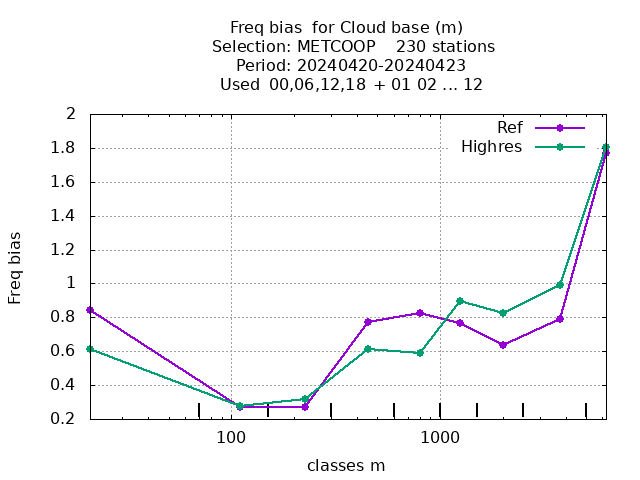 Freq bias  for Cloud base (m)
Selection: METCOOP    230 stations
Period: 20240420-20240423
Used  00,06,12,18  + 01 02 ... 12
Ref
Highres
2
1.8
1.6
1.4
1.2
1
0.8
0.6
0.4
0.2
Freq bias
100
1000
classes m